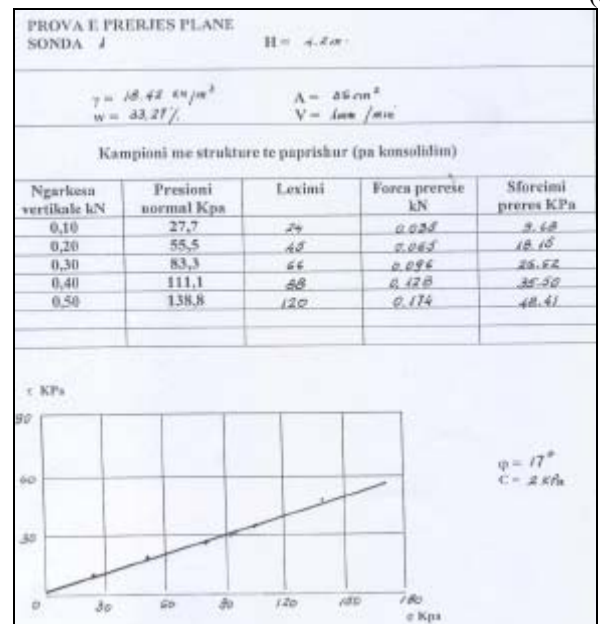 PROVA E PRERJES PLANE
SONDA 1 H = 4.2 m.
γ = 18.42 kN/m³ A = 36 cm²
w = 33,27% V = 1mm /min
Kampioni me strukture te paprishur (pa konsolidim)
Ngarkesa vertikale kN Presioni normal Kpa Leximi Forca prerese kN Sforcimi preres KPa
0,10 27,7 24 0.035 9.68
0,20 55,5 45 0.065 18.15
0,30 83,3 66 0.096 26.62
0,40 111,1 88 0,128 35.50
0,50 138,8 120 0.174 48.41
τ KPa
90
60
30
φ = 17°
C = 2 KPa
0 30 60 90 120 150 180
σ Kpa